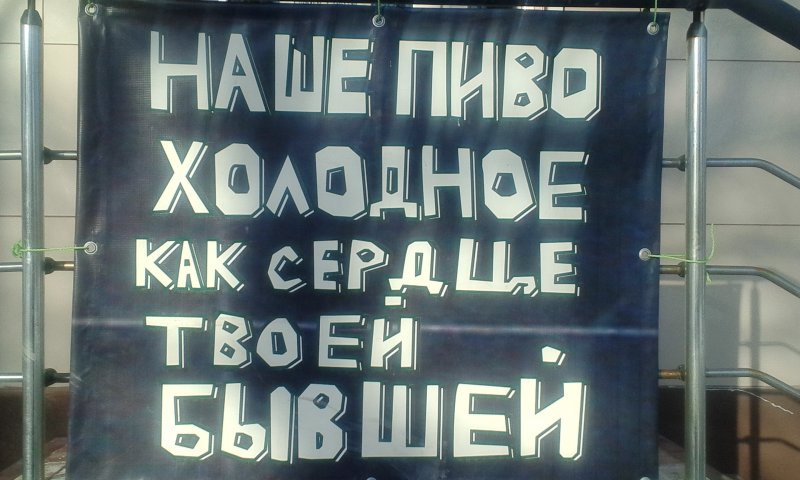 НАШЕ ПИВО
ХОЛОДНОЕ
КАК СЕРДЦЕ
ТВОЕЙ
БЫВШЕЙ